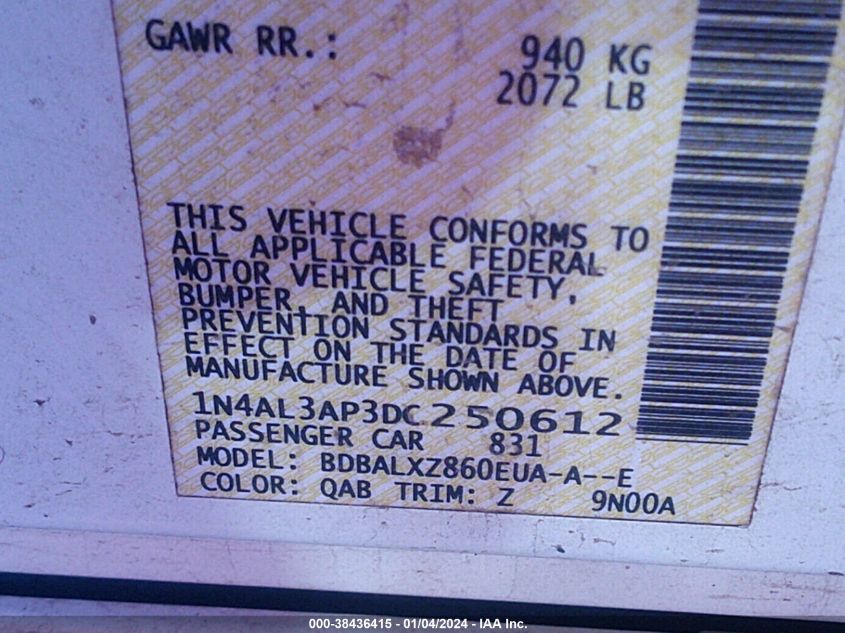 GAWR RR.: 940 KG
2072 LB
THIS VEHICLE CONFORMS TO
ALL APPLICABLE FEDERAL
MOTOR VEHICLE SAFETY,
BUMPER, AND THEFT
PREVENTION STANDARDS IN
EFFECT ON THE DATE OF
MANUFACTURE SHOWN ABOVE.
1N4AL3AP3DC250612
PASSENGER CAR 831
MODEL: BDBALXZ860EUA-A--E
COLOR: QAB TRIM: Z 9N00A
000-38436415 - 01/04/2024 - IAA Inc.